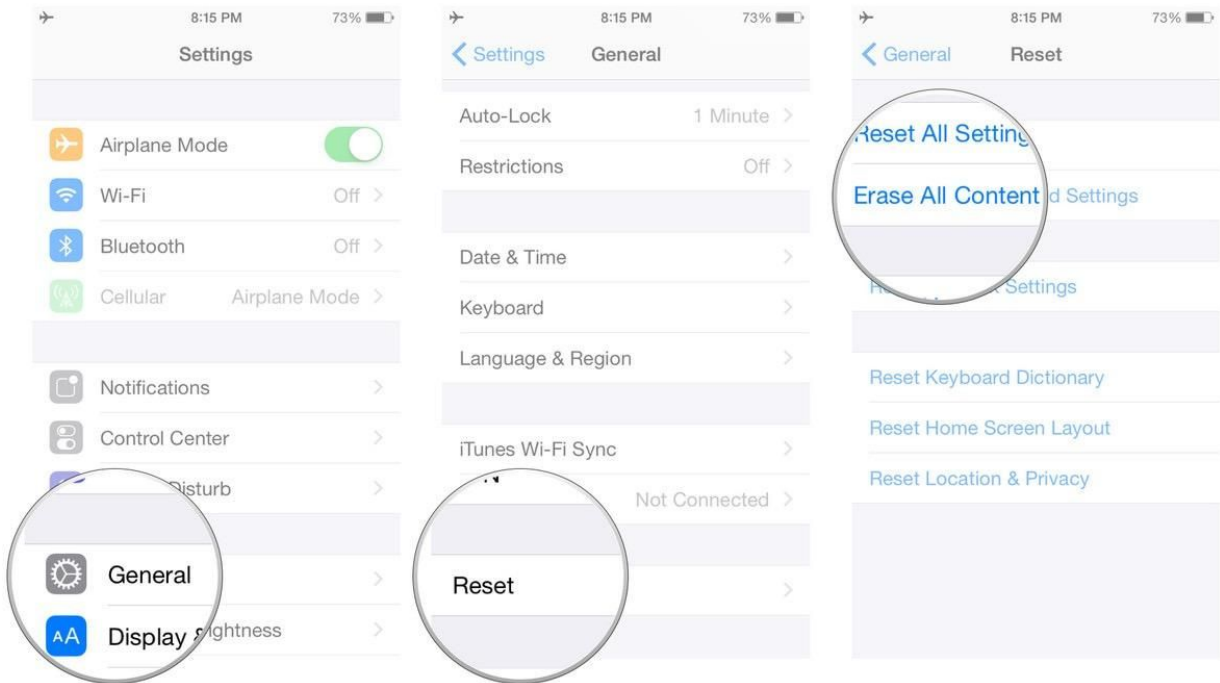 8:15 PM 73%
Settings
Airplane Mode
Wi-Fi Off
Bluetooth Off
Cellular Airplane Mode
Notifications
Control Center
Disturb
General
Display
ightness
8:15 PM 73%
Settings General
Auto-Lock 1 Minute
Restrictions Off
Date & Time
Keyboard
Language & Region
iTunes Wi-Fi Sync
Not Connected
Reset
8:15 PM 73%
General Reset
Reset All Setting
Erase All Content d Settings
Settings
Reset Keyboard Dictionary
Reset Home Screen Layout
Reset Location & Privacy